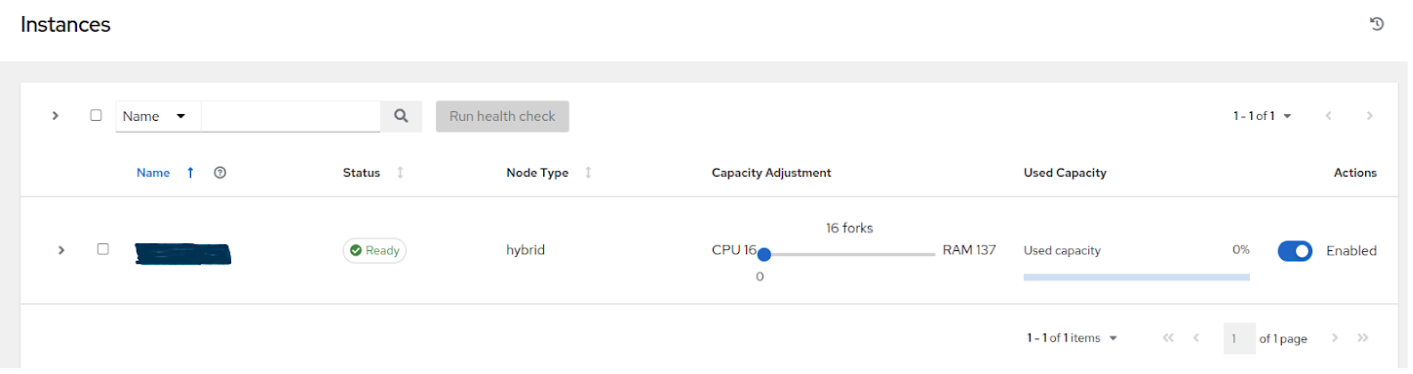 Instances
Name
Run health check
1 - 1 of 1
Name Status Node Type Capacity Adjustment Used Capacity Actions
16 forks
Ready hybrid CPU 16 RAM 137 Used capacity 0% Enabled
0
1 - 1 of 1 items 1 of 1 page